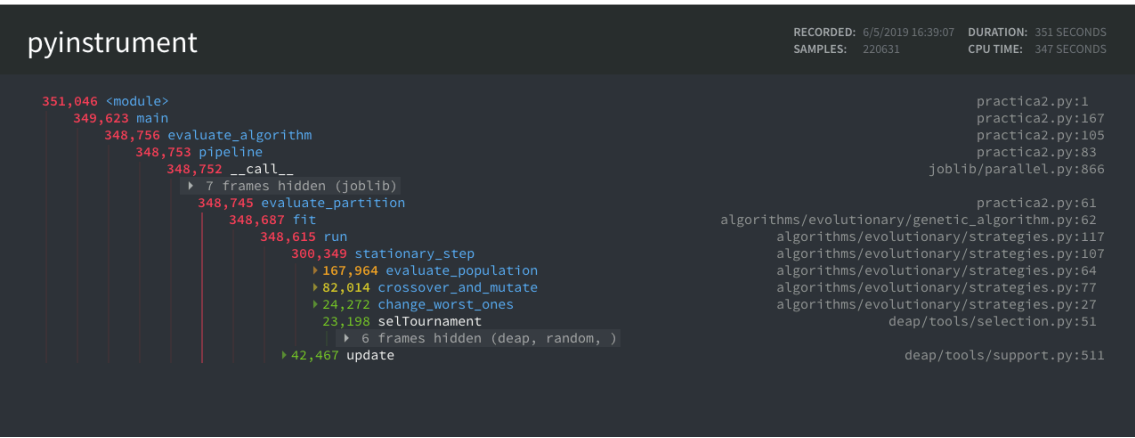 pyinstrument
RECORDED: 6/5/2019 16:39:07 DURATION: 351 SECONDS
SAMPLES: 220631 CPU TIME: 347 SECONDS
351,046 <module> practica2.py:1
349,623 main practica2.py:167
348,756 evaluate_algorithm practica2.py:105
348,753 pipeline practica2.py:83
348,752 __call__ joblib/parallel.py:866
7 frames hidden (joblib)
348,745 evaluate_partition practica2.py:61
348,687 fit algorithms/evolutionary/genetic_algorithm.py:62
348,615 run algorithms/evolutionary/strategies.py:117
300,349 stationary_step algorithms/evolutionary/strategies.py:107
167,964 evaluate_population algorithms/evolutionary/strategies.py:64
82,014 crossover_and_mutate algorithms/evolutionary/strategies.py:77
24,272 change_worst_ones algorithms/evolutionary/strategies.py:27
23,198 selTournament deap/tools/selection.py:51
6 frames hidden (deap, random, )
42,467 update deap/tools/support.py:511